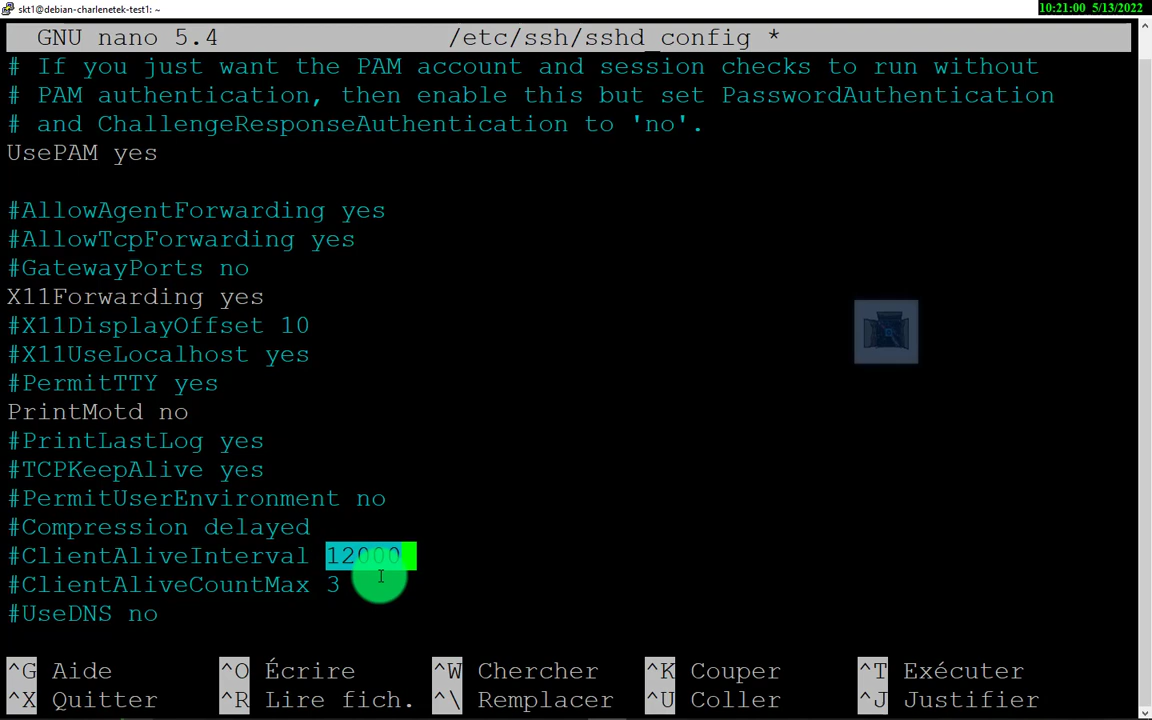 skt1@debian-charlenetek-test1: ~
10:21:00 5/13/2022
GNU nano 5.4 /etc/ssh/sshd_config *
# If you just want the PAM account and session checks to run without
# PAM authentication, then enable this but set PasswordAuthentication
# and ChallengeResponseAuthentication to 'no'.
UsePAM yes
#AllowAgentForwarding yes
#AllowTcpForwarding yes
#GatewayPorts no
X11Forwarding yes
#X11DisplayOffset 10
#X11UseLocalhost yes
#PermitTTY yes
PrintMotd no
#PrintLastLog yes
#TCPKeepAlive yes
#PermitUserEnvironment no
#Compression delayed
#ClientAliveInterval 12000
#ClientAliveCountMax 3
#UseDNS no
^G Aide ^O Écrire ^W Chercher ^K Couper ^T Exécuter
^X Quitter ^R Lire fich. ^\ Remplacer ^U Coller ^J Justifier